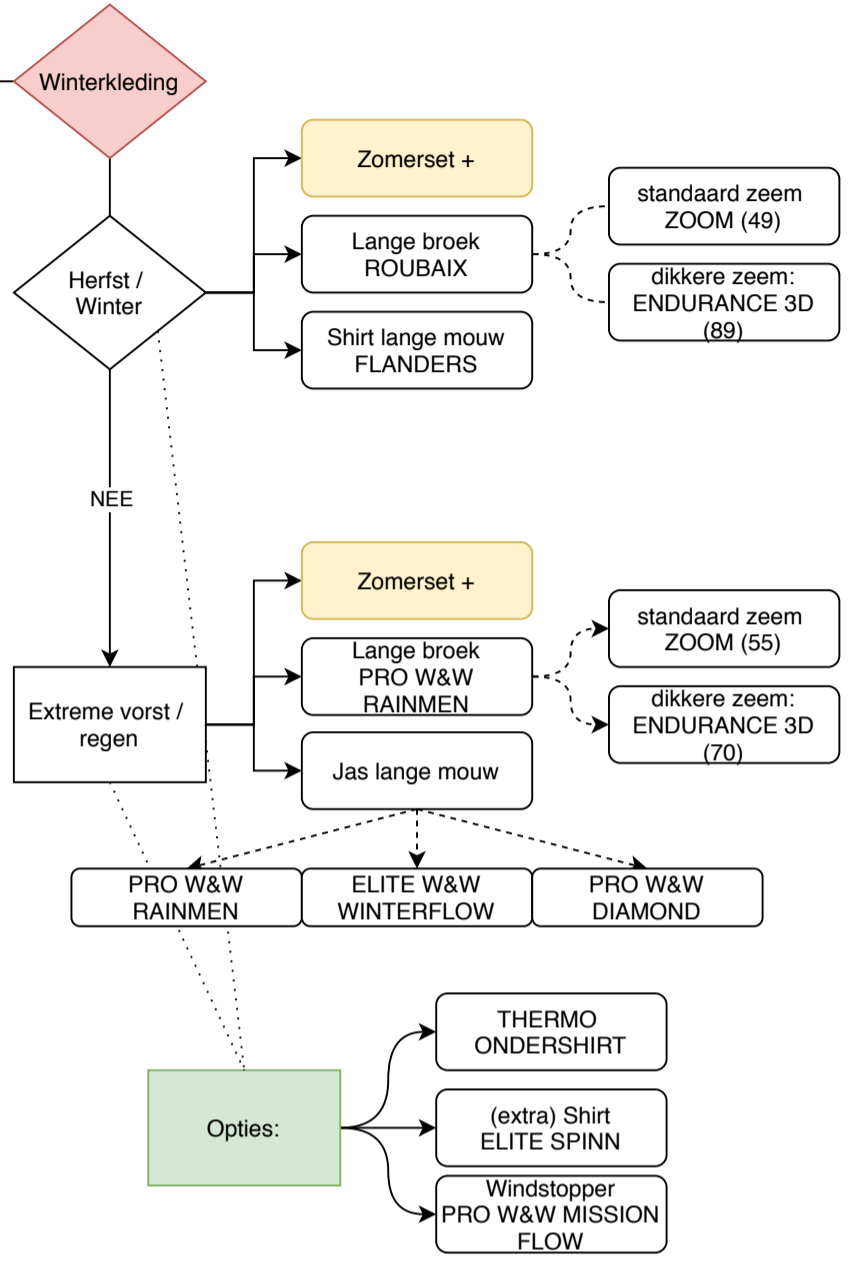 Winterkleding
Zomerset +
Herfst /
Winter
Lange broek
ROUBAIX
standaard zeem
ZOOM (49)
dikkere zeem:
ENDURANCE 3D
(89)
Shirt lange mouw
FLANDERS
NEE
Zomerset +
Extreme vorst /
regen
Lange broek
PRO W&W
RAINMEN
standaard zeem
ZOOM (55)
dikkere zeem:
ENDURANCE 3D
(70)
Jas lange mouw
PRO W&W
RAINMEN
ELITE W&W
WINTERFLOW
PRO W&W
DIAMOND
Opties:
THERMO
ONDERSHIRT
(extra) Shirt
ELITE SPINN
Windstopper
PRO W&W MISSION
FLOW